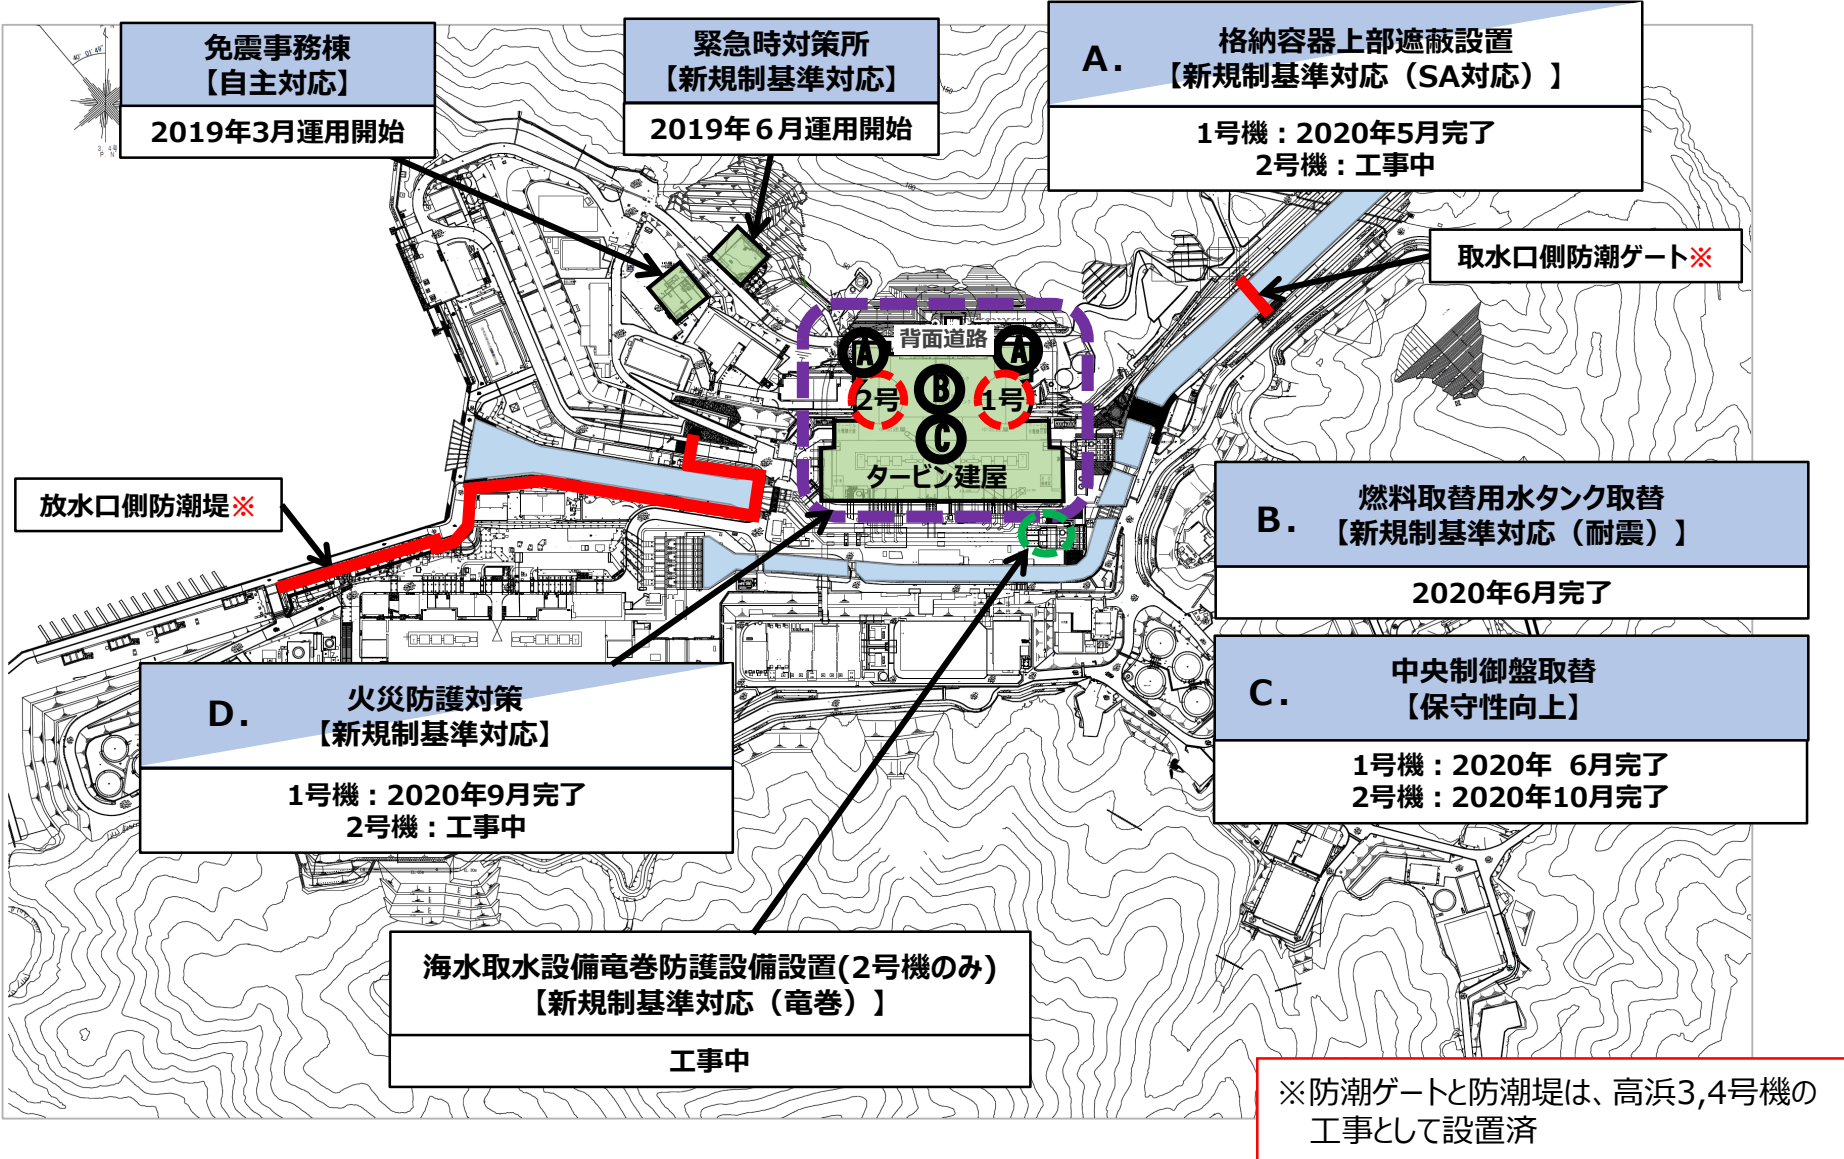 免震事務棟
【自主対応】
2019年3月運用開始
緊急時対策所
【新規制基準対応】
2019年６月運用開始
A.
格納容器上部遮蔽設置
【新規制基準対応（SA対応）】
1号機：2020年5月完了
2号機：工事中
取水口側防潮ゲート※
背面道路
A
A
2号
B
1号
C
タービン建屋
放水口側防潮堤※
B.
燃料取替用水タンク取替
【新規制基準対応（耐震）】
2020年6月完了
C.
中央制御盤取替
【保守性向上】
1号機：2020年 6月完了
2号機：2020年10月完了
D.
火災防護対策
【新規制基準対応】
1号機：2020年9月完了
2号機：工事中
海水取水設備竜巻防護設備設置(2号機のみ)
【新規制基準対応（竜巻）】
工事中
※防潮ゲートと防潮堤は、高浜3,4号機の
工事として設置済